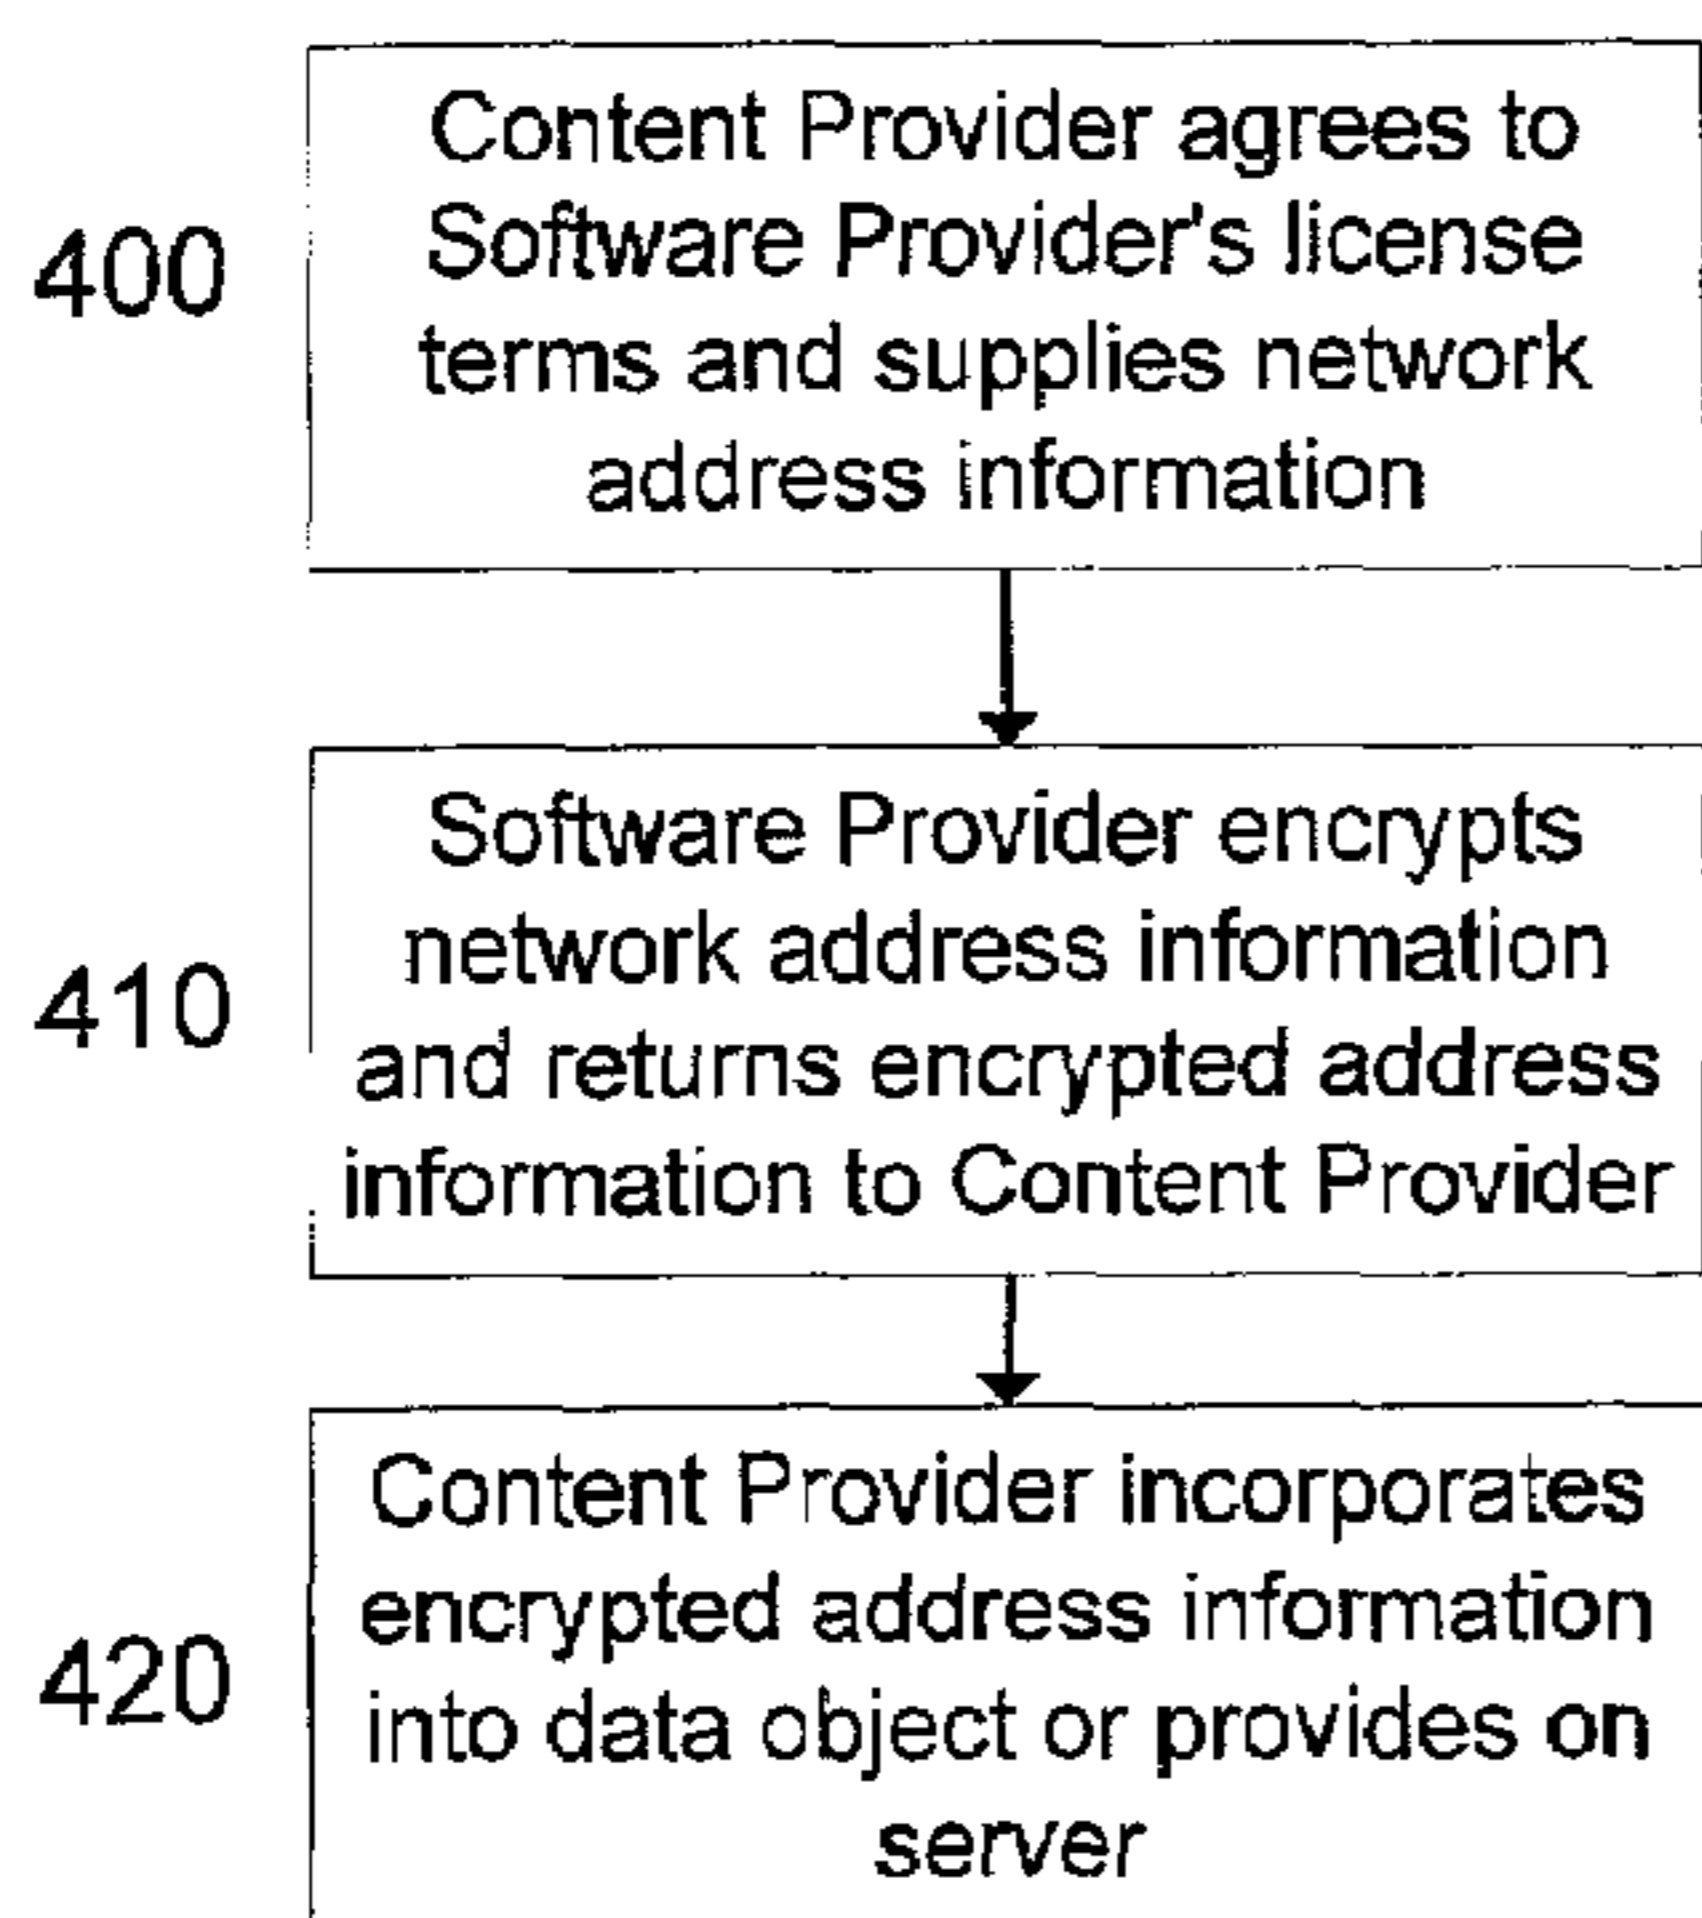 400
Content Provider agrees to
Software Provider's license
terms and supplies network
address information
410
Software Provider encrypts
network address information
and returns encrypted address
information to Content Provider
420
Content Provider incorporates
encrypted address information
into data object or provides on
server